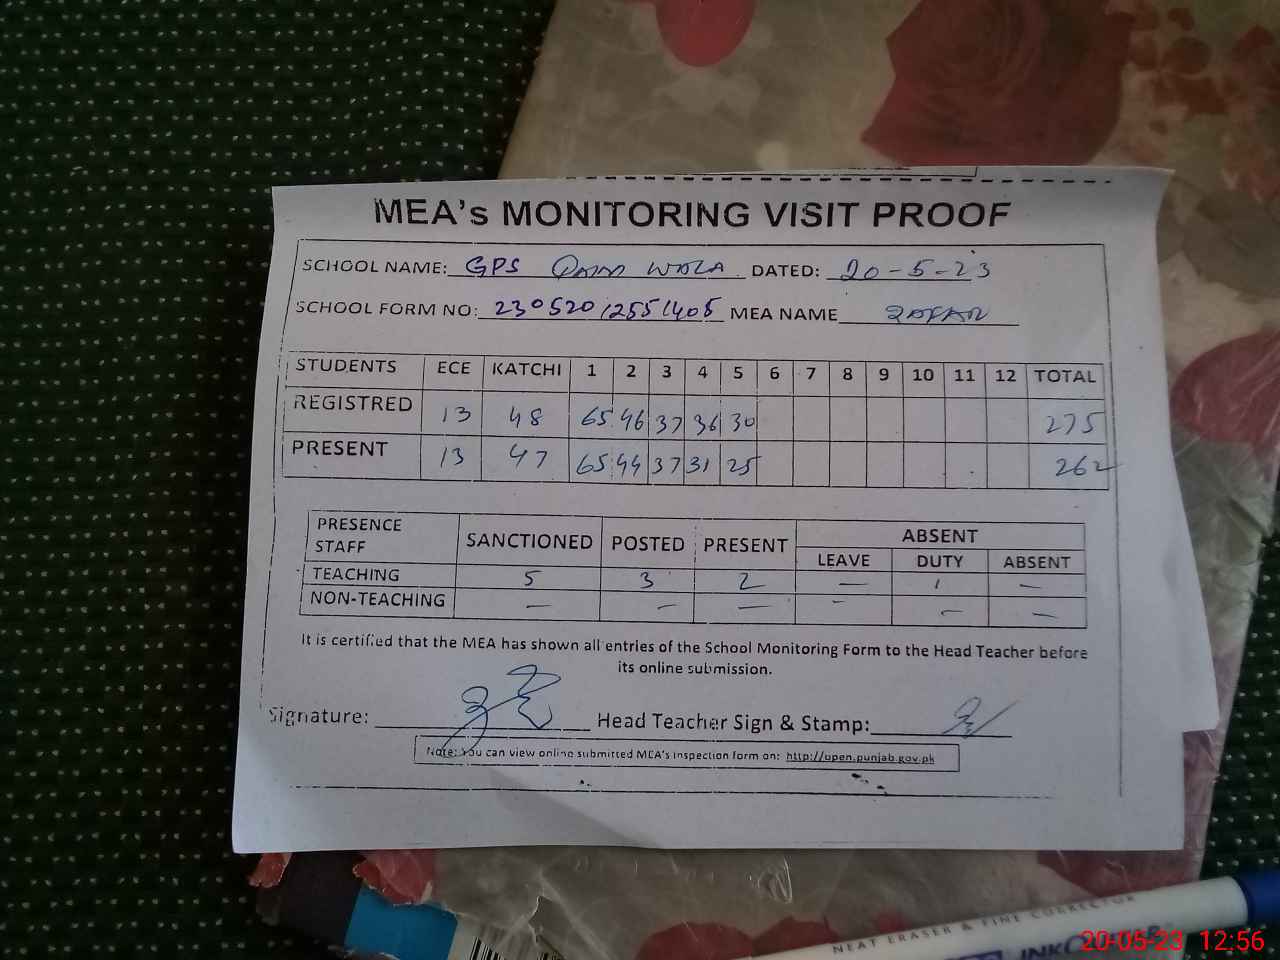 MEA's MONITORING VISIT PROOF
SCHOOL NAME: GPS WALA DATED: 20-5-23
SCHOOL FORM NO: MEA NAME ZAFAR
STUDENTS ECE KATCHI 1 2 3 4 5 6 7 8 9 10 11 12 TOTAL
REGISTRED 13 48 65 46 37 36 30 275
PRESENT 13 47 65 44 37 31 25 262
PRESENCE STAFF SANCTIONED POSTED PRESENT ABSENT
LEAVE DUTY ABSENT
TEACHING 5 3 2 — 1 —
NON-TEACHING — — — — — —
It is certified that the MEA has shown all entries of the School Monitoring Form to the Head Teacher before
its online submission.
Signature: Head Teacher Sign & Stamp:
Note: You can view online submitted MEA's inspection form on: http://open.punjab.gov.pk
NEAT ERASER & FINE CORRECTOR
20-05-23 12:56